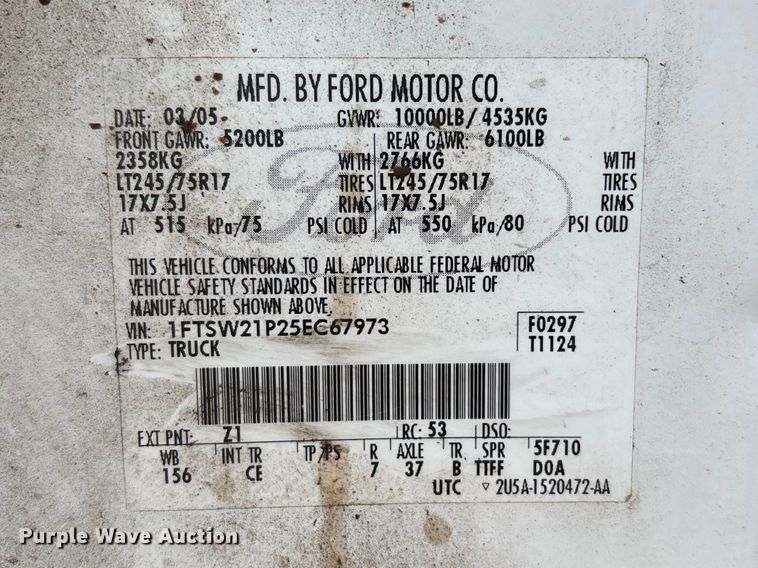 MFD. BY FORD MOTOR CO.
DATE: 03/05 GVWR: 10000LB/ 4535KG
FRONT GAWR: 5200LB REAR GAWR: 6100LB
2358KG WITH 2766KG WITH
LT245/75R17 TIRES LT245/75R17 TIRES
17X7.5J RIMS 17X7.5J RIMS
AT 515 kPa/75 PSI COLD AT 550 kPa/80 PSI COLD
Ford
THIS VEHICLE CONFORMS TO ALL APPLICABLE FEDERAL MOTOR
VEHICLE SAFETY STANDARDS IN EFFECT ON THE DATE OF
MANUFACTURE SHOWN ABOVE.
VIN: 1FTSW21P25EC67973 F0297
TYPE: TRUCK T1124
EXT PNT: Z1 RC: 53 DSO:
WB INT TR TP/PS R AXLE TR SPR 5F710
156 CE 7 37 B TTFF D0A
UTC ▽ 2U5A-1520472-AA
Purple Wave Auction